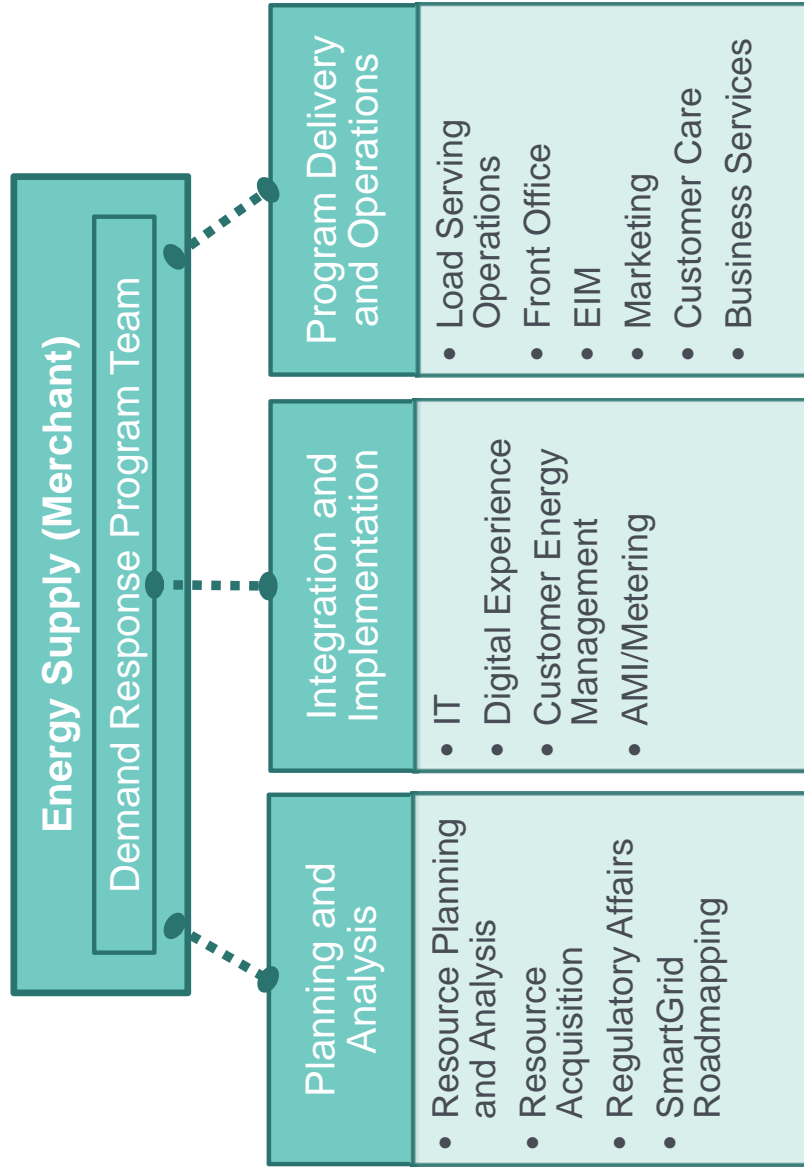 Energy Supply (Merchant)
Demand Response Program Team
Planning and
Analysis
• Resource Planning
and Analysis
• Resource
Acquisition
• Regulatory Affairs
• SmartGrid
Roadmapping
Integration and
Implementation
• IT
• Digital Experience
• Customer Energy
Management
• AMI/Metering
Program Delivery
and Operations
• Load Serving
Operations
• Front Office
• EIM
• Marketing
• Customer Care
• Business Services